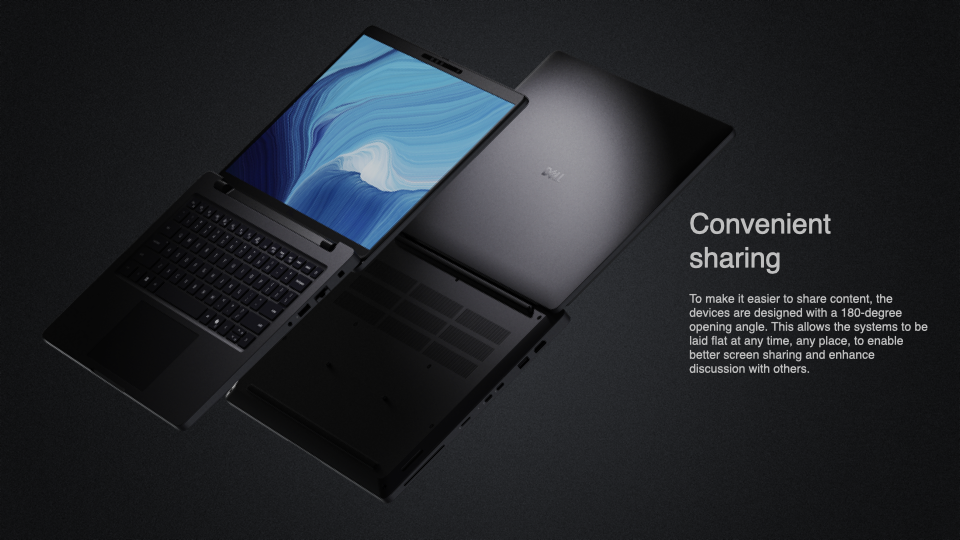 DELL
Convenient
sharing
To make it easier to share content, the
devices are designed with a 180-degree
opening angle. This allows the systems to be
laid flat at any time, any place, to enable
better screen sharing and enhance
discussion with others.